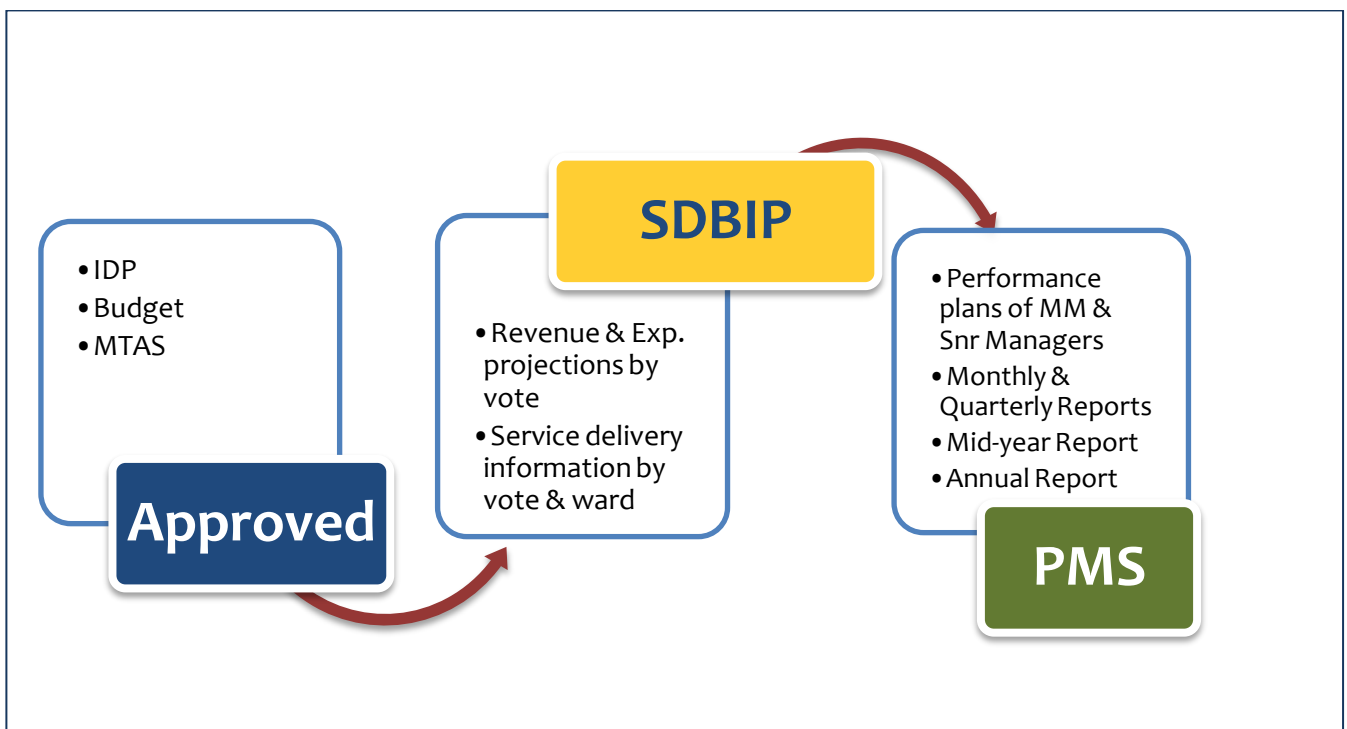 • IDP
• Budget
• MTAS
Approved
SDBIP
• Revenue & Exp.
projections by
vote
• Service delivery
information by
vote & ward
• Performance
plans of MM &
Snr Managers
• Monthly &
Quarterly Reports
• Mid-year Report
• Annual Report
PMS